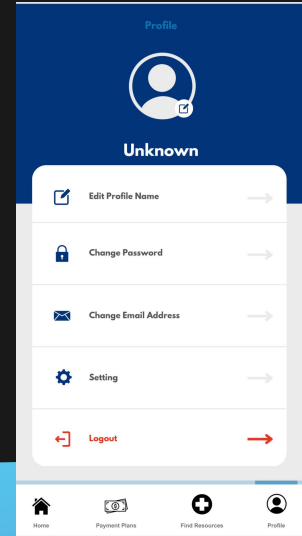 Profile
Unknown
Edit Profile Name
Change Password
Change Email Address
Setting
Logout
Home Payment Plans Find Resources Profile